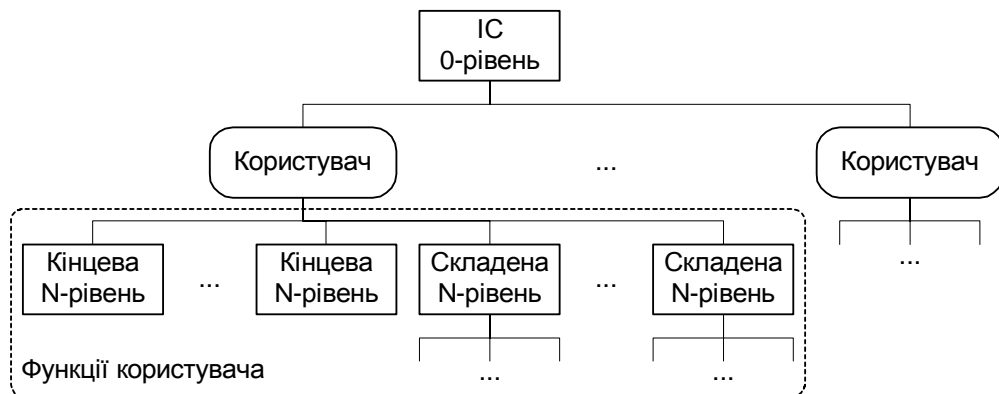 ІС
0-рівень
Користувач
...
Користувач
Кінцева
N-рівень
...
Кінцева
N-рівень
Складена
N-рівень
...
Складена
N-рівень
...
...
...
Функції користувача